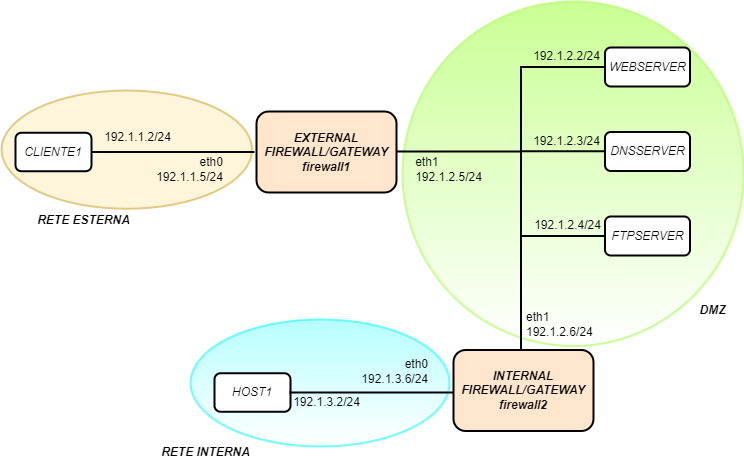 192.1.2.2/24
WEBSERVER
192.1.1.2/24
CLIENTE1
eth0
192.1.1.5/24
RETE ESTERNA
EXTERNAL
FIREWALL/GATEWAY
firewall1
eth1
192.1.2.5/24
192.1.2.3/24
DNSSERVER
192.1.2.4/24
FTPSERVER
DMZ
eth1
192.1.2.6/24
eth0
192.1.3.6/24
HOST1
192.1.3.2/24
RETE INTERNA
INTERNAL
FIREWALL/GATEWAY
firewall2